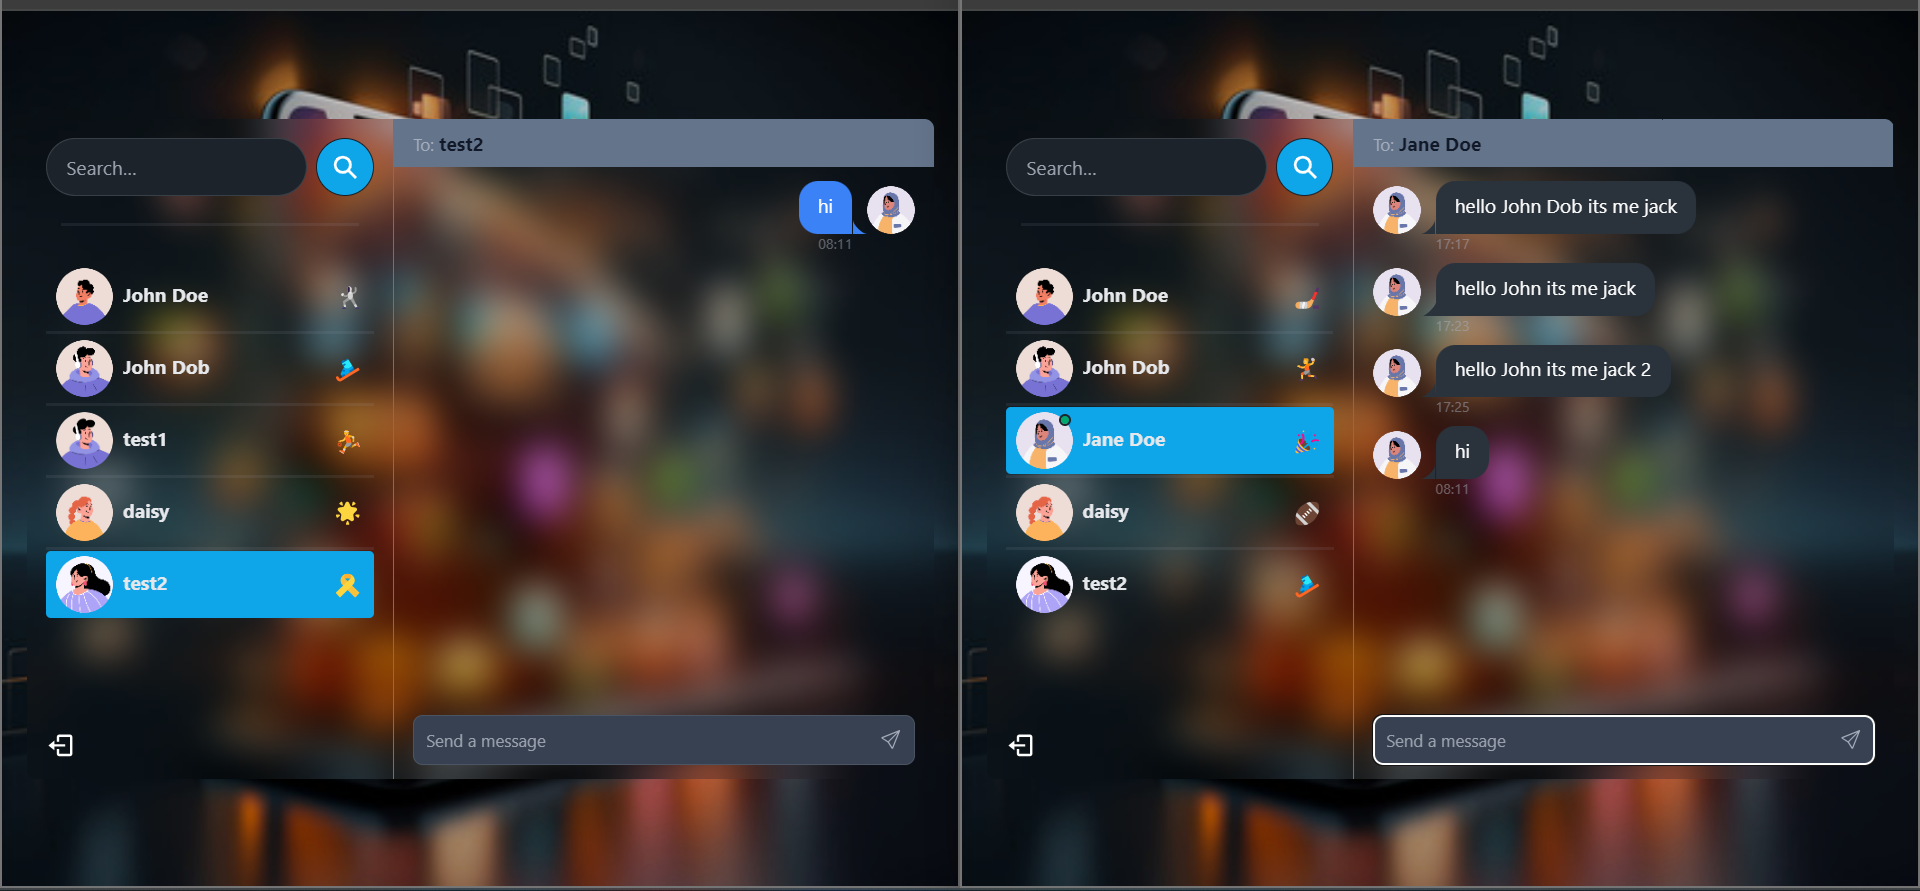 Search...
John Doe
John Dob
test1
daisy
test2
To: test2
hi
08:11
Send a message
Search...
John Doe
John Dob
Jane Doe
daisy
test2
To: Jane Doe
hello John Dob its me jack
17:17
hello John its me jack
17:23
hello John its me jack 2
17:25
hi
08:11
Send a message